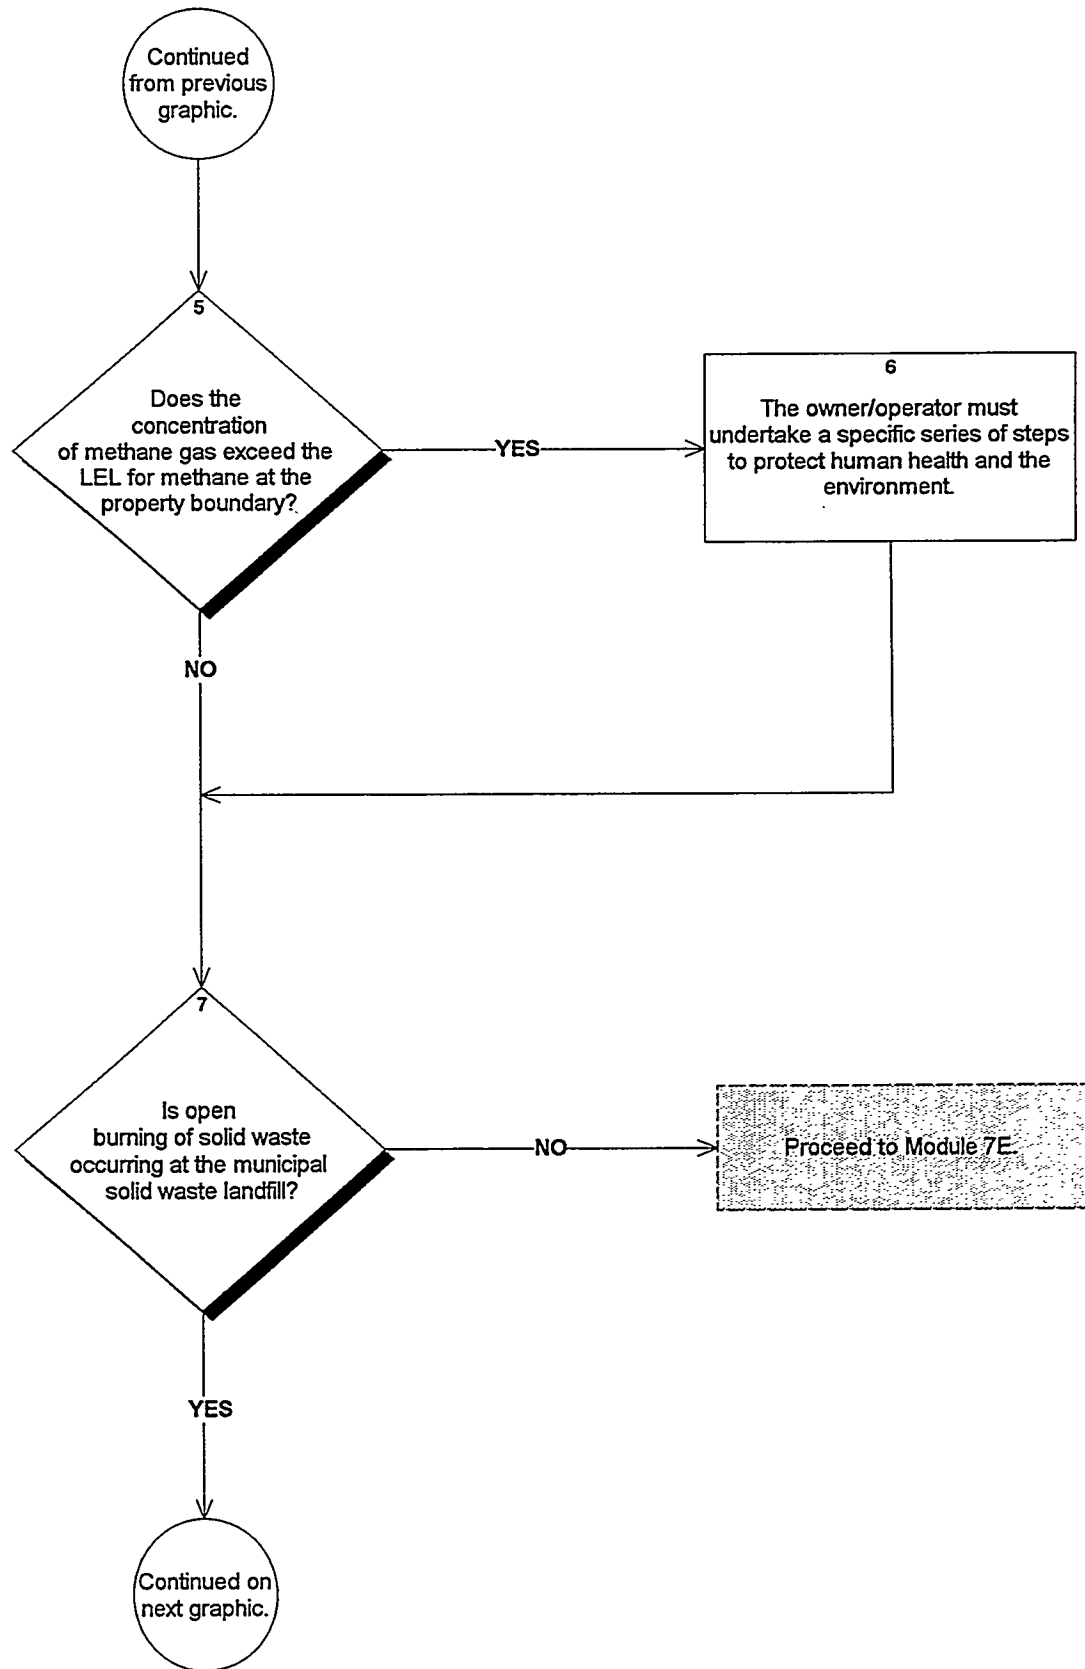 Continued
from previous
graphic.
5
Does the
concentration
of methane gas exceed the
LEL for methane at the
property boundary?
YES
6
The owner/operator must
undertake a specific series of steps
to protect human health and the
environment.
NO
7
Is open
burning of solid waste
occurring at the municipal
solid waste landfill?
NO
Proceed to Module 7E.
YES
Continued on
next graphic.